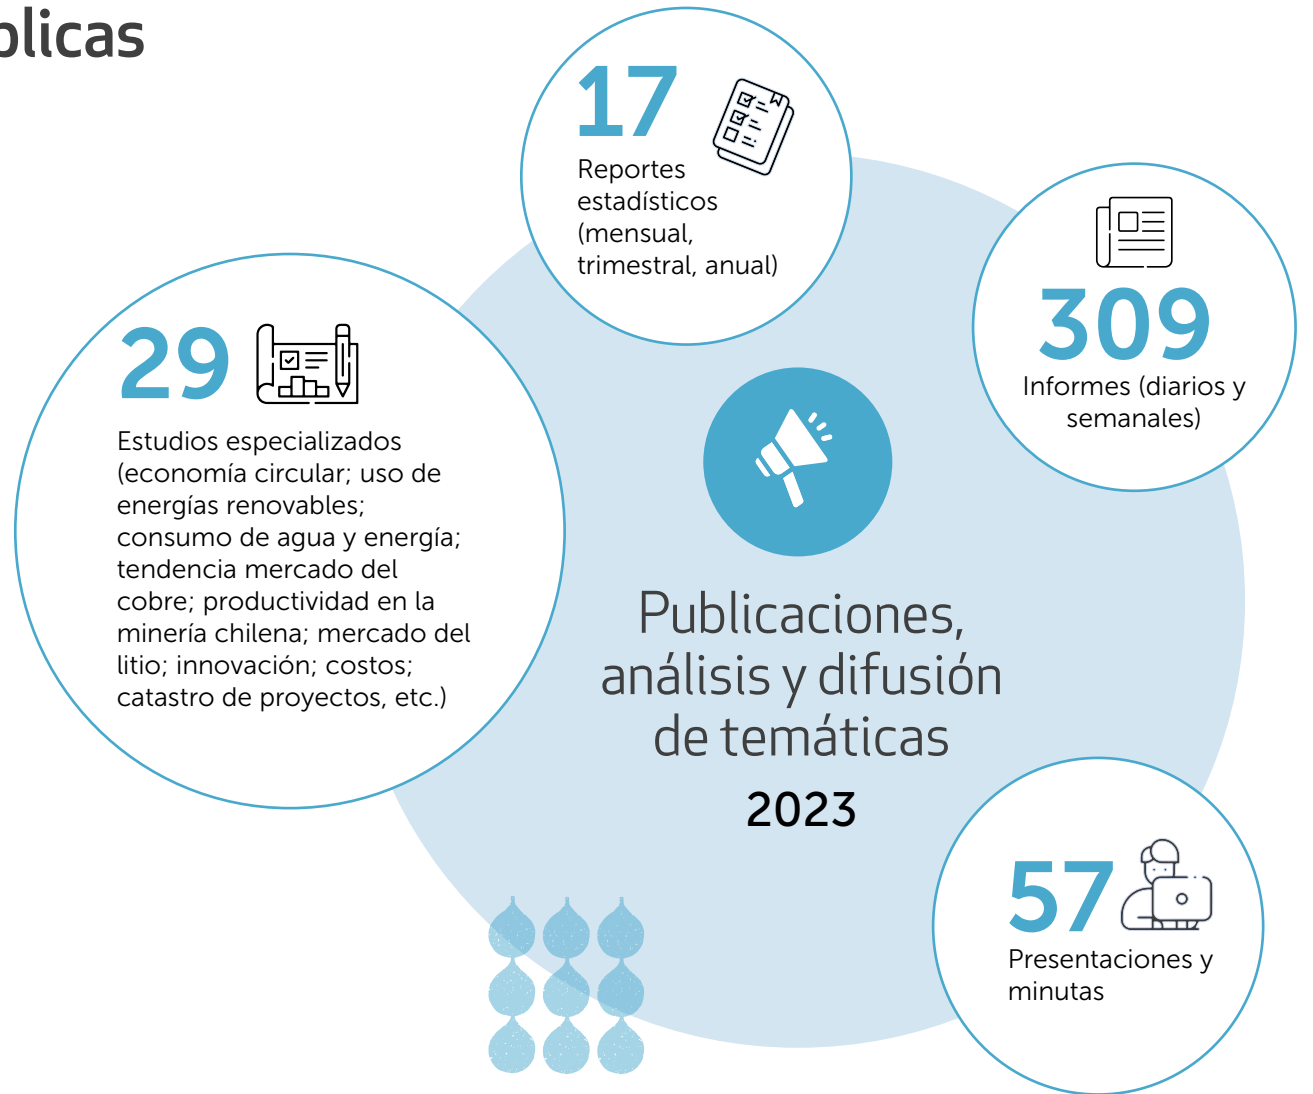 blicas
17
Reportes
estadísticos
(mensual,
trimestral, anual)
309
Informes (diarios y
semanales)
29
Estudios especializados
(economía circular; uso de
energías renovables;
consumo de agua y energía;
tendencia mercado del
cobre; productividad en la
minería chilena; mercado del
litio; innovación; costos;
catastro de proyectos, etc.)
Publicaciones,
análisis y difusión
de temáticas
2023
57
Presentaciones y
minutas